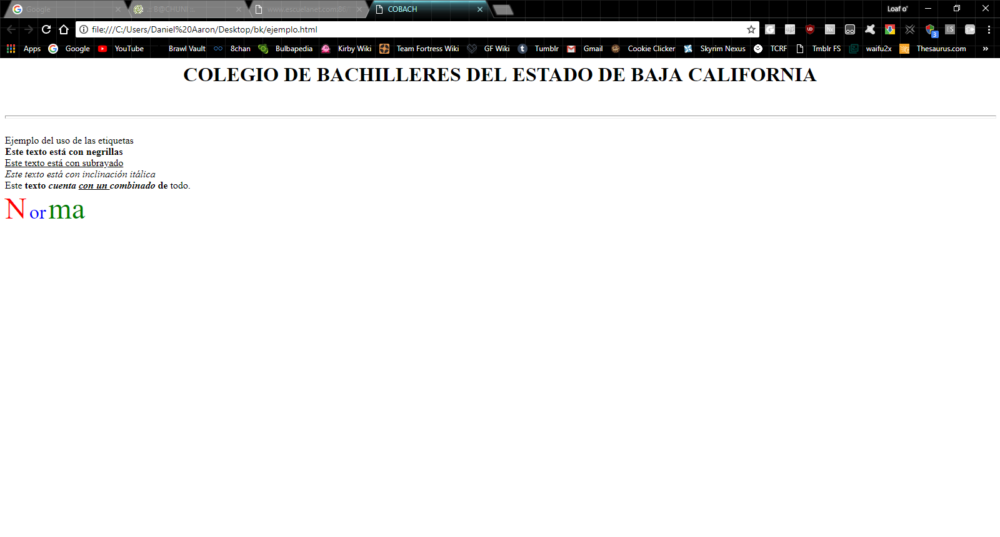 Google
.:: B@CHUNI ::.
www.escuelanet.com:86
COBACH
Loaf o'
file:///C:/Users/Daniel%20Aaron/Desktop/bk/ejemplo.html
Apps Google YouTube Brawl Vault 8chan Bulbapedia Kirby Wiki Team Fortress Wiki GF Wiki Tumblr Gmail Cookie Clicker Skyrim Nexus TCRF Tmblr FS waifu2x Thesaurus.com »
COLEGIO DE BACHILLERES DEL ESTADO DE BAJA CALIFORNIA
Ejemplo del uso de las etiquetas
Este texto está con negrillas
Este texto está con subrayado
Este texto está con inclinación itálica
Este texto cuenta con un combinado de todo.
N or ma